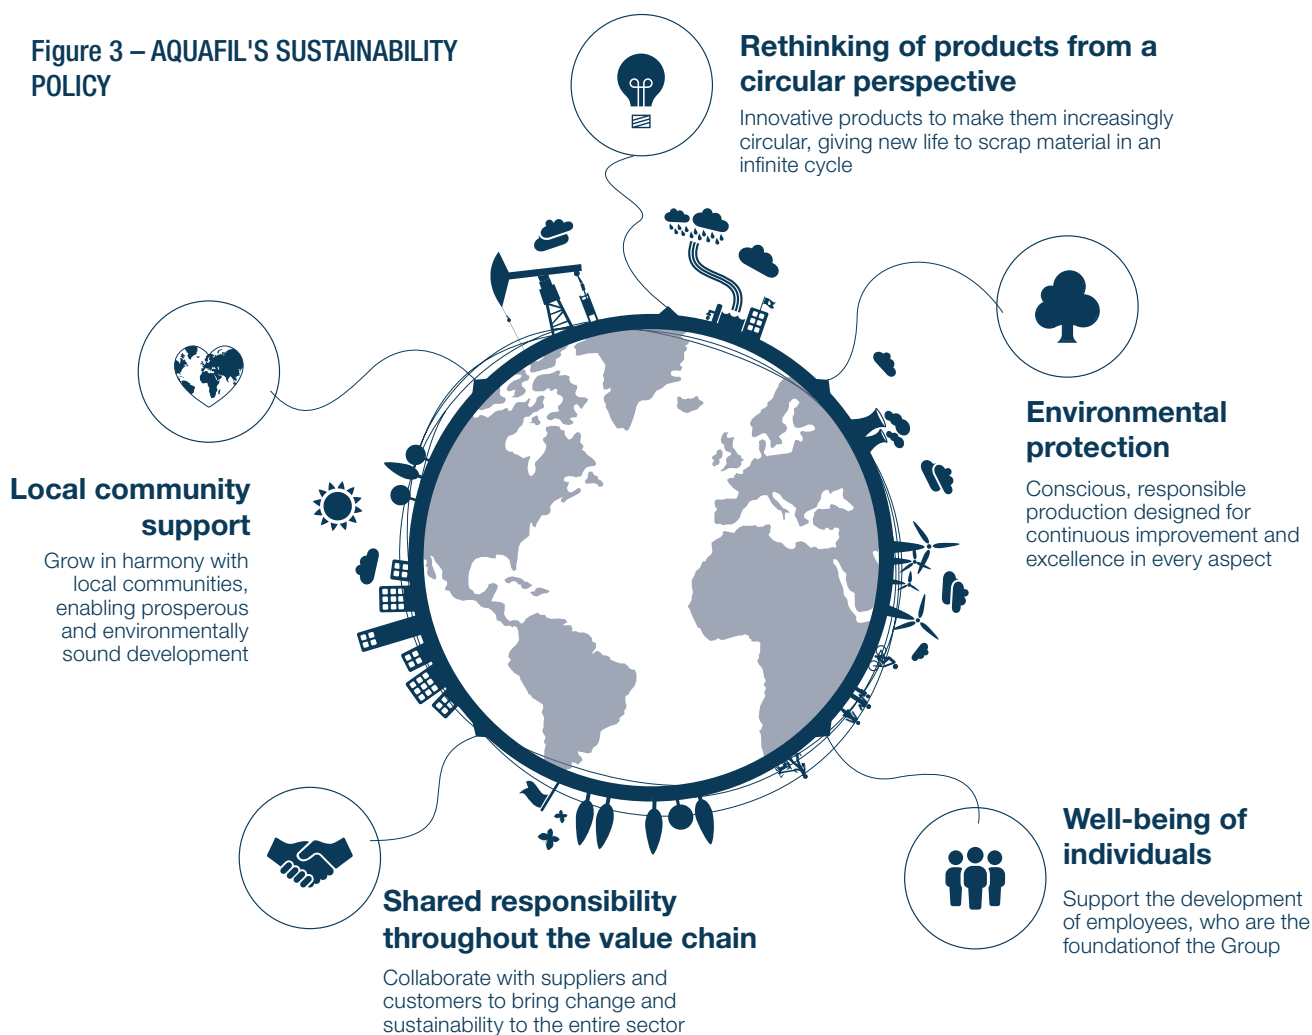 Figure 3 – AQUAFIL'S SUSTAINABILITY
POLICY
Rethinking of products from a
circular perspective
Innovative products to make them increasingly
circular, giving new life to scrap material in an
infinite cycle
Environmental
protection
Conscious, responsible
production designed for
continuous improvement and
excellence in every aspect
Local community
support
Grow in harmony with
local communities,
enabling prosperous
and environmentally
sound development
Well-being of
individuals
Support the development
of employees, who are the
foundationof the Group
Shared responsibility
throughout the value chain
Collaborate with suppliers and
customers to bring change and
sustainability to the entire sector